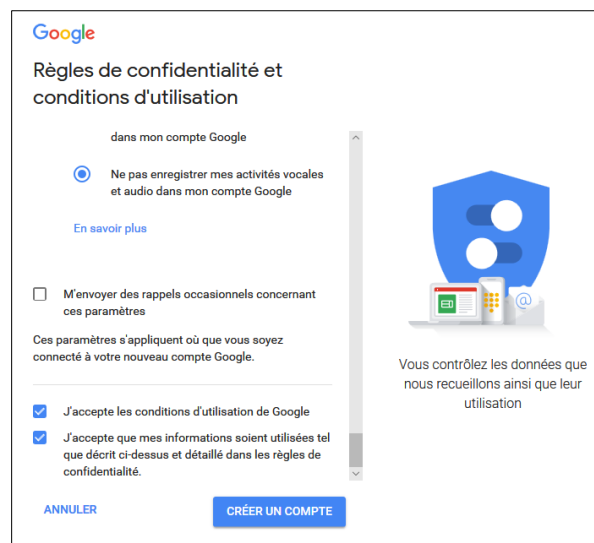 Google
Règles de confidentialité et
conditions d'utilisation
dans mon compte Google
Ne pas enregistrer mes activités vocales
et audio dans mon compte Google
En savoir plus
M'envoyer des rappels occasionnels concernant
ces paramètres
Ces paramètres s'appliquent où que vous soyez
connecté à votre nouveau compte Google.
J'accepte les conditions d'utilisation de Google
J'accepte que mes informations soient utilisées tel
que décrit ci-dessus et détaillé dans les règles de
confidentialité.
ANNULER
CRÉER UN COMPTE
@
Vous contrôlez les données que
nous recueillons ainsi que leur
utilisation